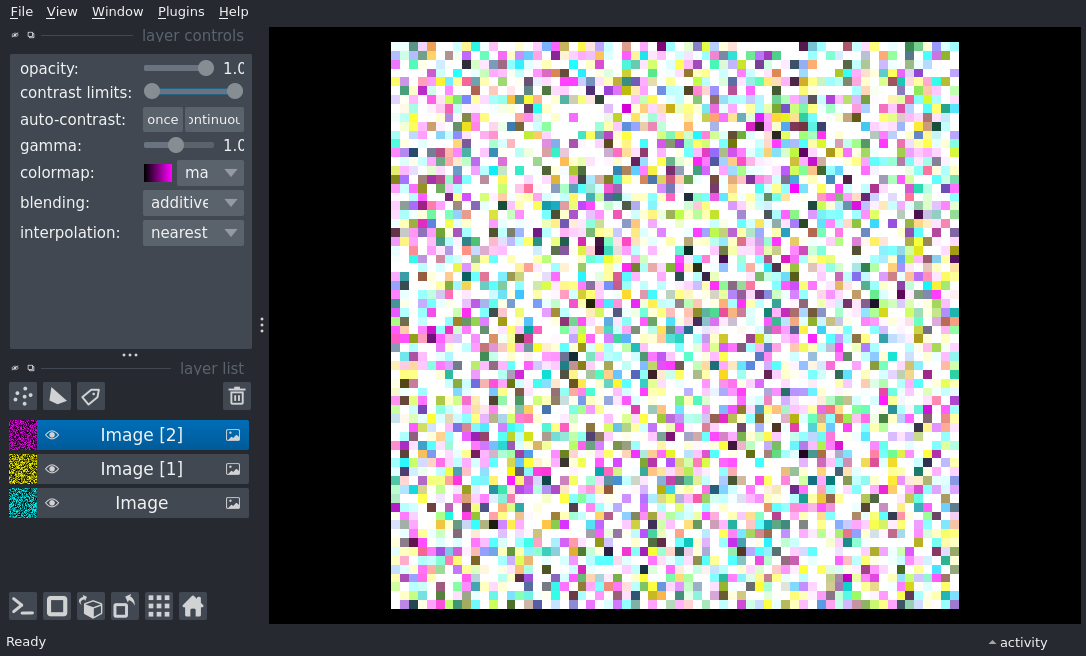 File View Window Plugins Help
layer controls
opacity: 1.0
contrast limits:
auto-contrast: once ontinuou
gamma: 1.0
colormap: ma
blending: additive
interpolation: nearest
layer list
Image [2]
Image [1]
Image
Ready
activity